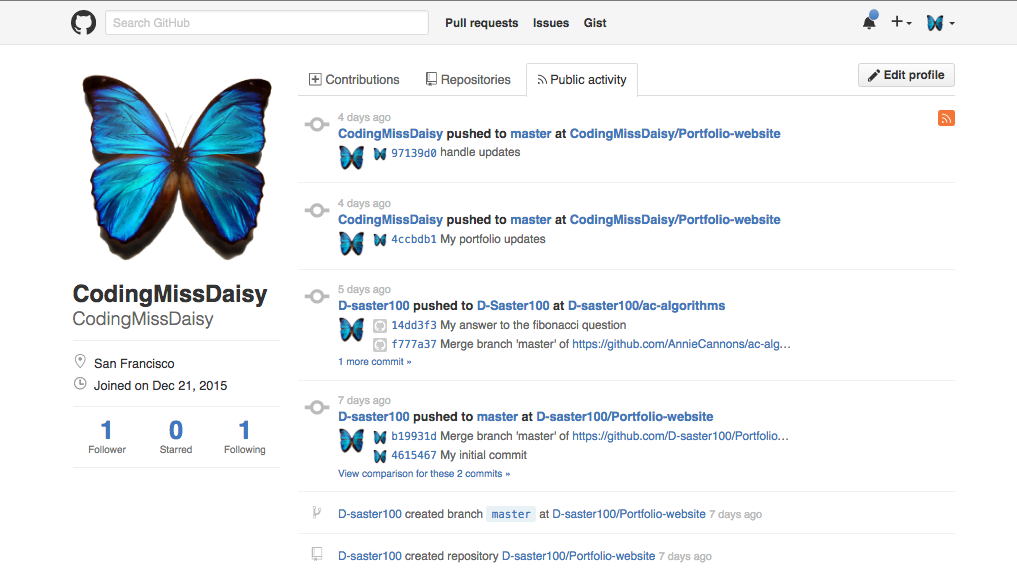 Search GitHub
Pull requests Issues Gist
Contributions Repositories Public activity
Edit profile
CodingMissDaisy
CodingMissDaisy
San Francisco
Joined on Dec 21, 2015
1 0 1
Follower Starred Following
4 days ago
CodingMissDaisy pushed to master at CodingMissDaisy/Portfolio-website
97139d0 handle updates
4 days ago
CodingMissDaisy pushed to master at CodingMissDaisy/Portfolio-website
4ccbdb1 My portfolio updates
5 days ago
D-saster100 pushed to D-Saster100 at D-saster100/ac-algorithms
14dd3f3 My answer to the fibonacci question
f777a37 Merge branch 'master' of https://github.com/AnnieCannons/ac-alg…
1 more commit »
7 days ago
D-saster100 pushed to master at D-saster100/Portfolio-website
b19931d Merge branch 'master' of https://github.com/D-saster100/Portfolio…
4615467 My initial commit
View comparison for these 2 commits »
D-saster100 created branch master at D-saster100/Portfolio-website 7 days ago
D-saster100 created repository D-saster100/Portfolio-website 7 days ago